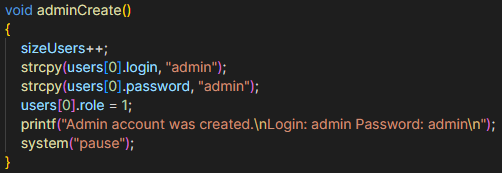 void adminCreate()
{
sizeUsers++;
strcpy(users[0].login, "admin");
strcpy(users[0].password, "admin");
users[0].role = 1;
printf("Admin account was created.\nLogin: admin Password: admin\n");
system("pause");
}